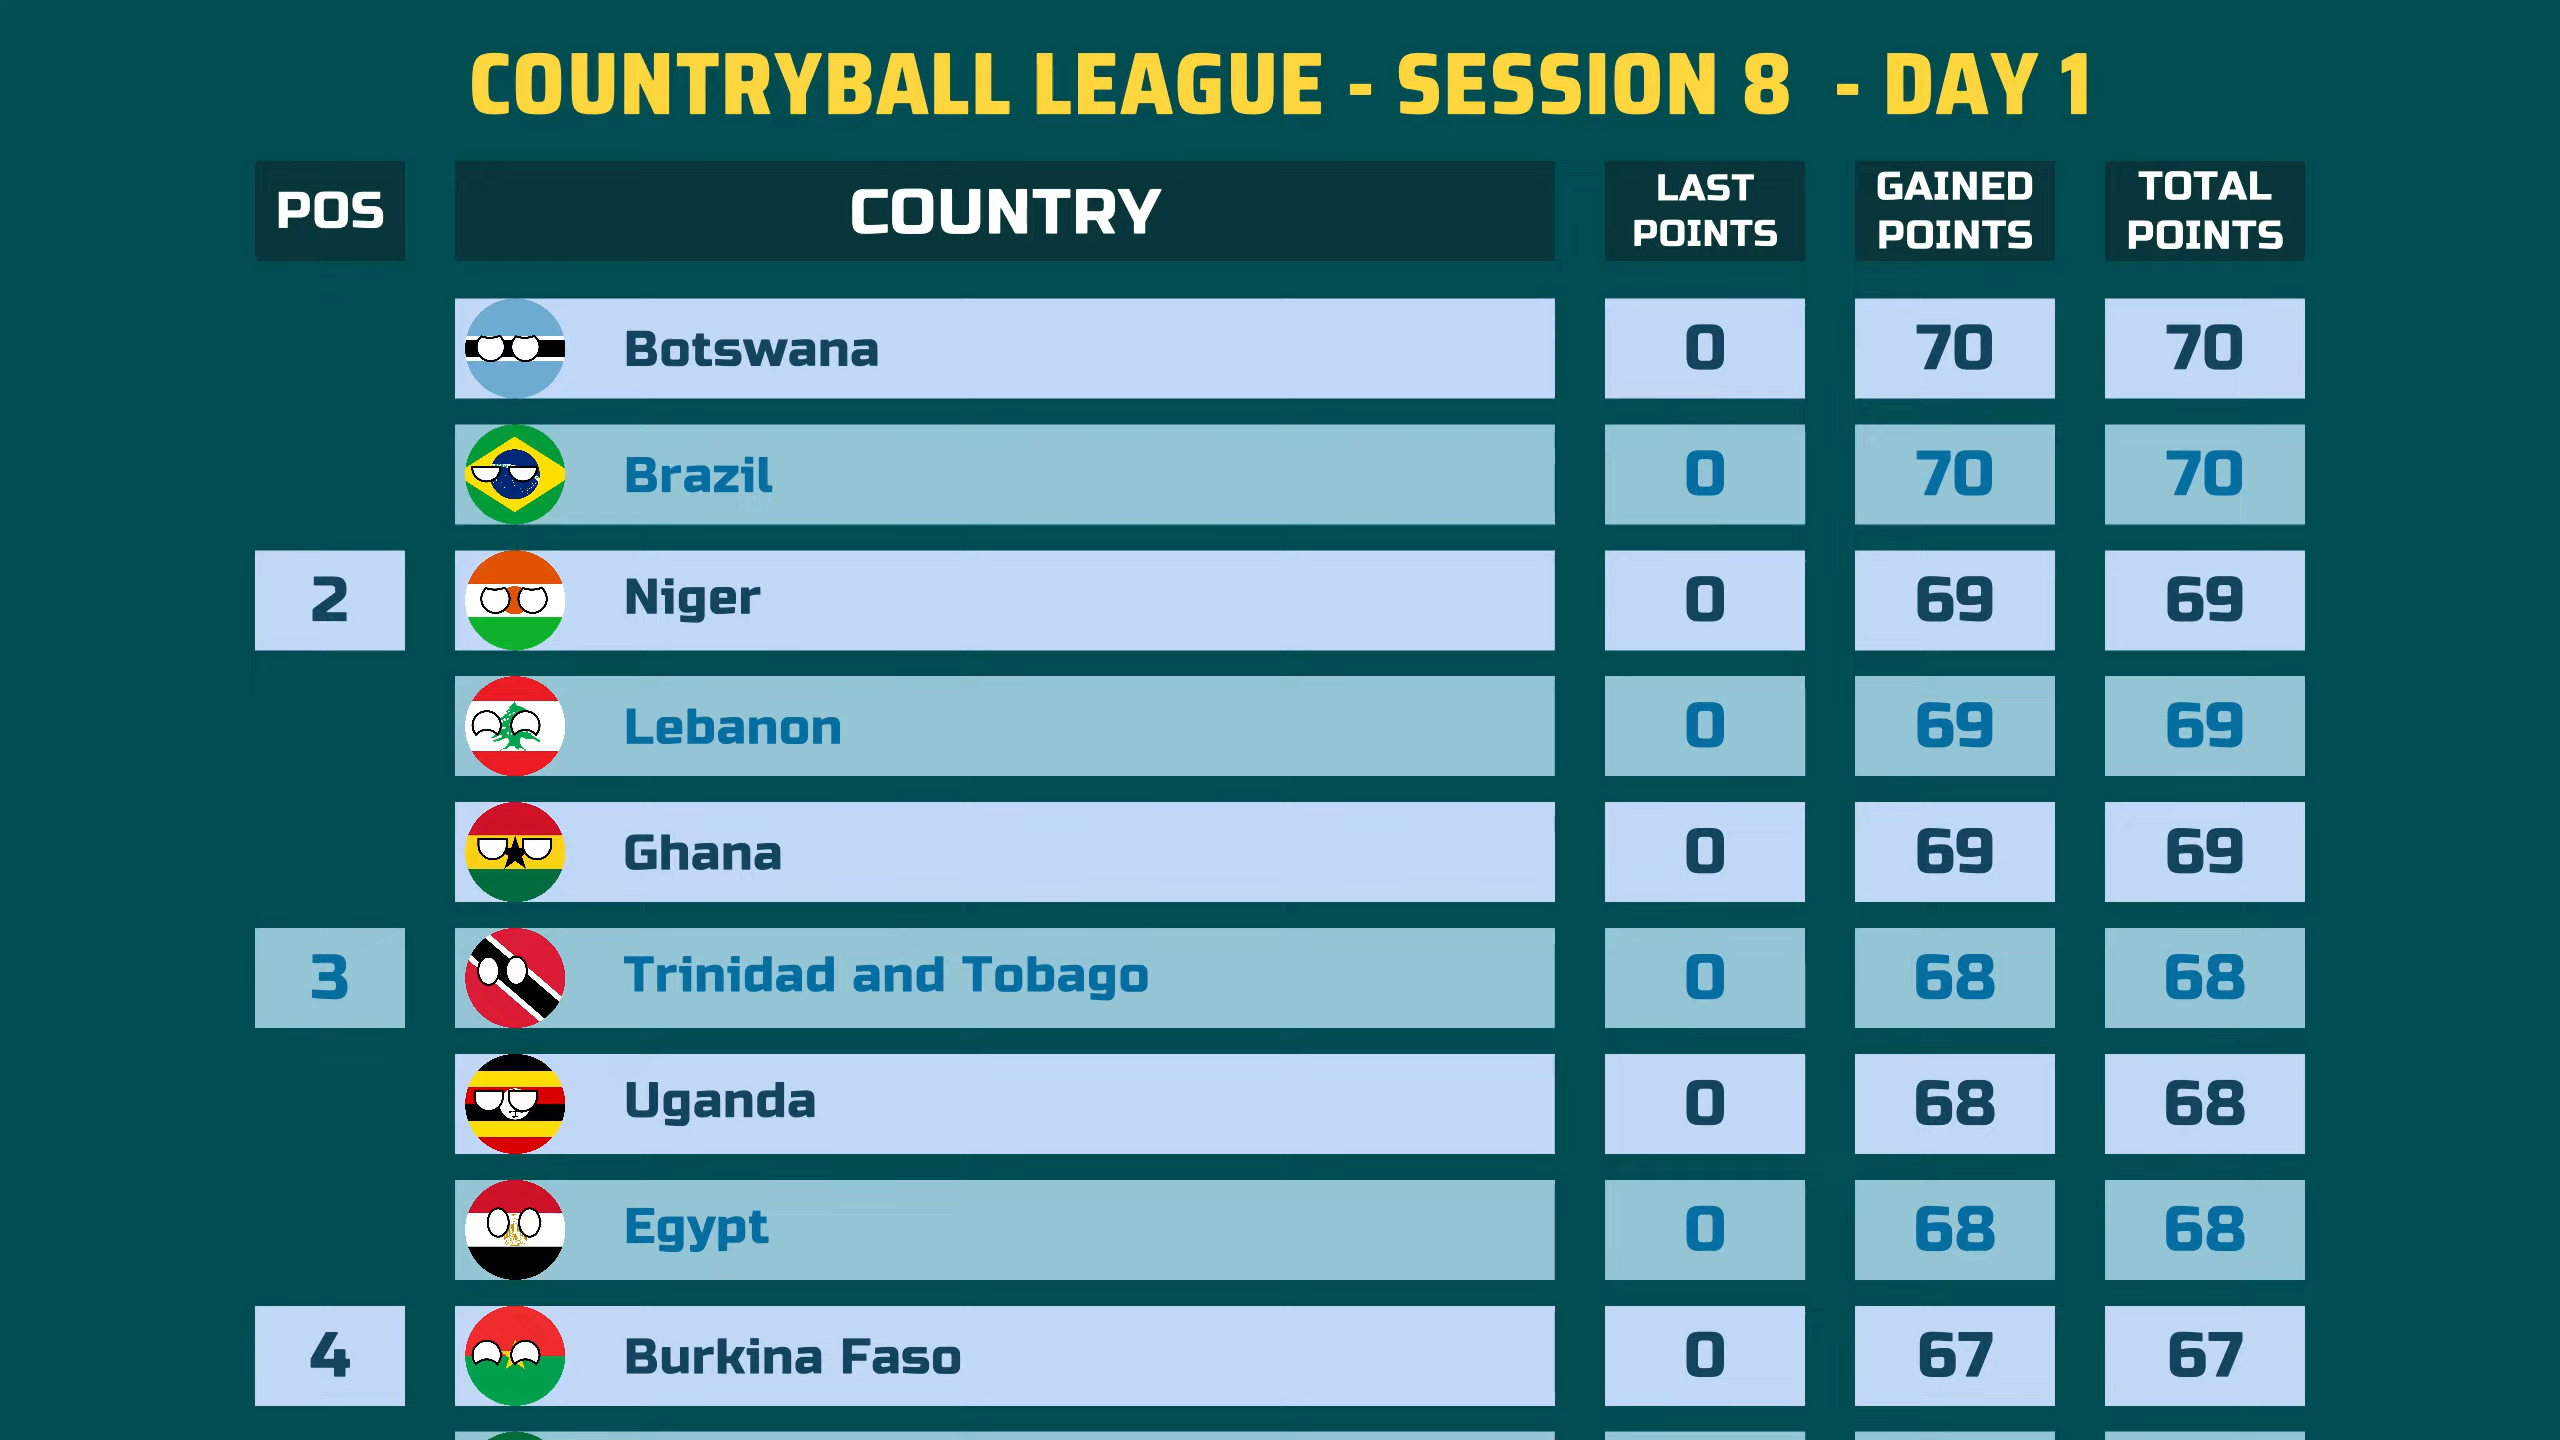 COUNTRYBALL LEAGUE - SESSION 8 - DAY 1
POS COUNTRY LAST POINTS GAINED POINTS TOTAL POINTS
Botswana 0 70 70
Brazil 0 70 70
2 Niger 0 69 69
Lebanon 0 69 69
Ghana 0 69 69
3 Trinidad and Tobago 0 68 68
Uganda 0 68 68
Egypt 0 68 68
4 Burkina Faso 0 67 67